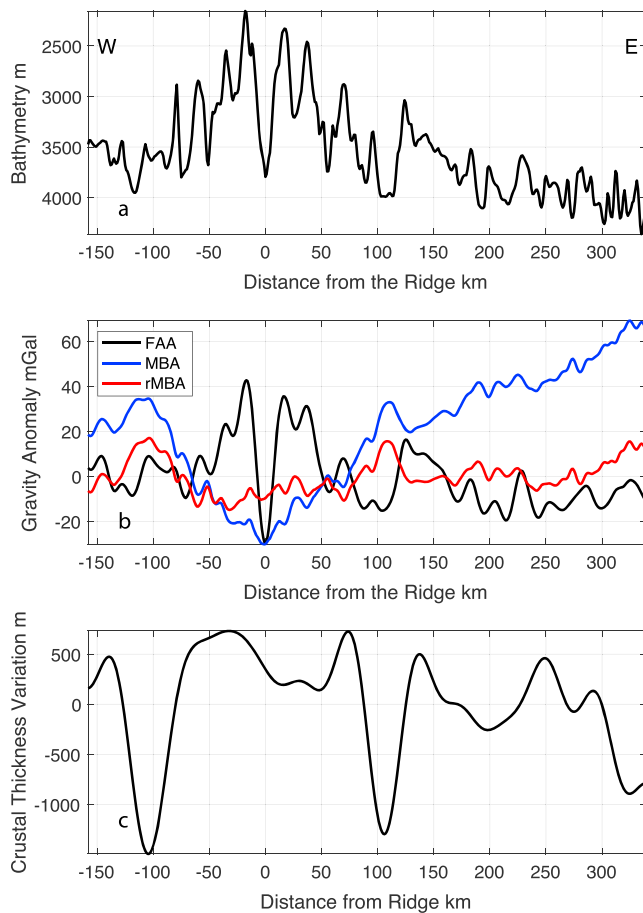 W
E
2500
3000
3500
4000
Bathymetry m
a
-150 -100 -50 0 50 100 150 200 250 300
Distance from the Ridge km
FAA
MBA
rMBA
60
40
20
0
-20
Gravity Anomaly mGal
b
-150 -100 -50 0 50 100 150 200 250 300
Distance from the Ridge km
500
0
-500
-1000
Crustal Thickness Variation m
c
-150 -100 -50 0 50 100 150 200 250 300
Distance from Ridge km